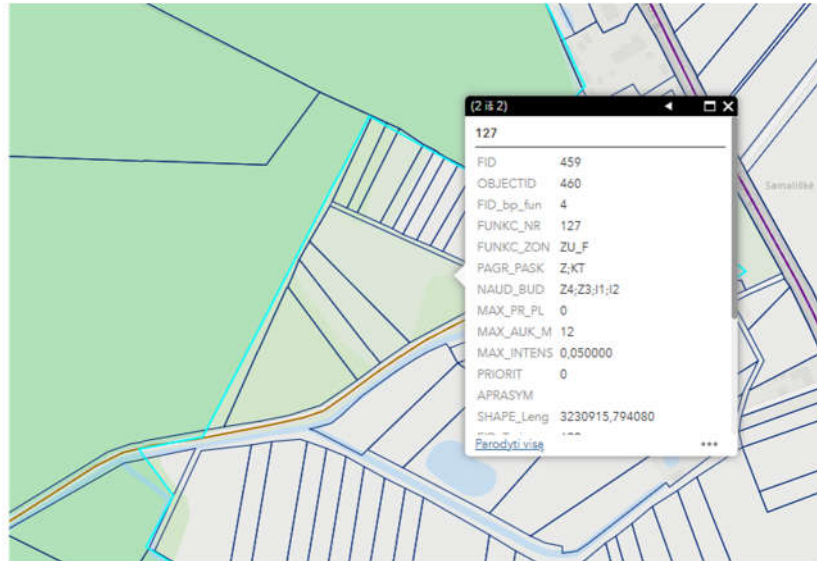 (2 iš 2)
127
FID 459
OBJECTID 460
FID_bp_fun 4
FUNKC_NR 127
FUNKC_ZON ZU_F
PAGR_PASK Z;KT
NAUD_BUD Z4;Z3;I1;I2
MAX_PR_PL 0
MAX_AUK_M 12
MAX_INTENS 0,050000
PRIORIT 0
APRASYM
SHAPE_Leng 3230915,794080
Parodyti visą
Samališkė